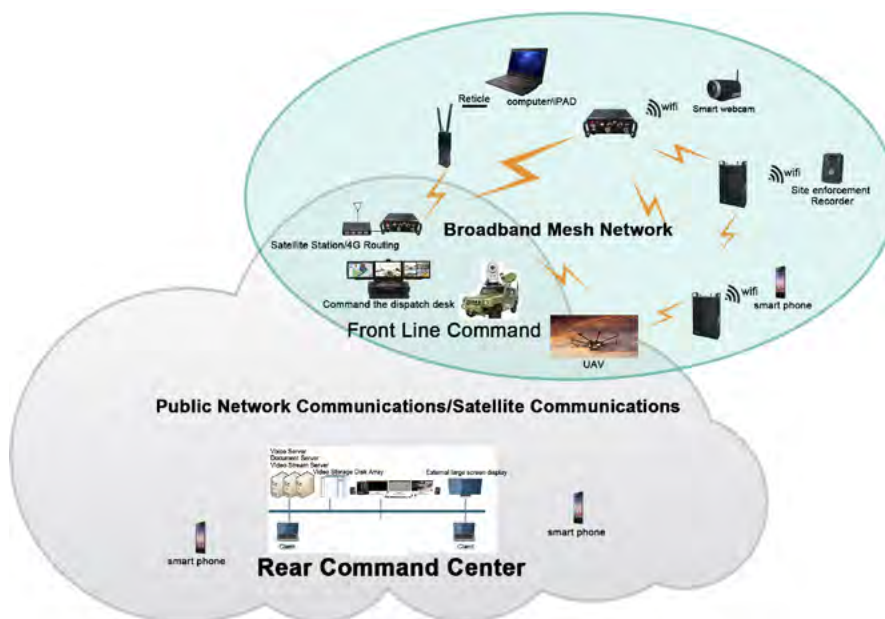 Reticle
computer/iPAD
wifi
Smart webcam
wifi
Site enforcement
Recorder
Broadband Mesh Network
Satellite Station/4G Routing
Command the dispatch desk
wifi
smart phone
Front Line Command
UAV
Public Network Communications/Satellite Communications
Document Server
Video Stream Server
Video Storage Disk Array
External large screen display
Client
Client
smart phone
smart phone
Rear Command Center